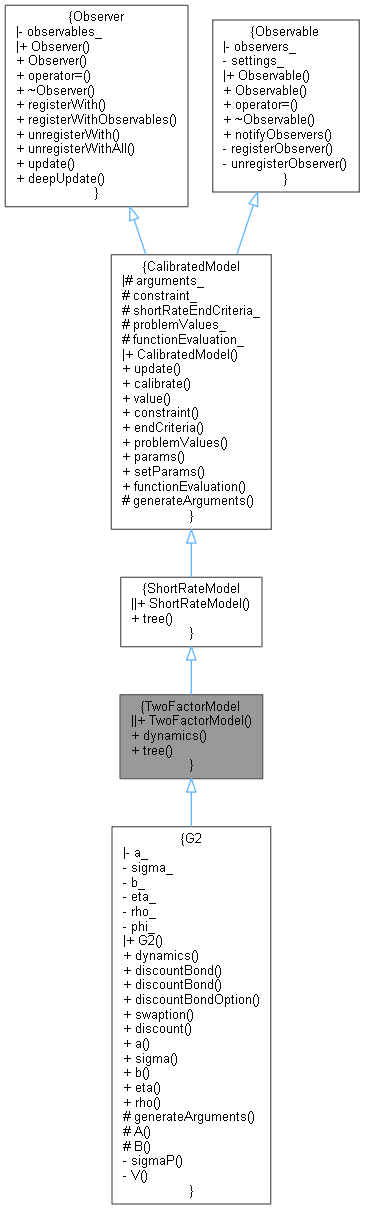 {Observer
|- observables_
|+ Observer()
+ Observer()
+ operator=()
+ ~Observer()
+ registerWith()
+ registerWithObservables()
+ unregisterWith()
+ unregisterWithAll()
+ update()
+ deepUpdate()
}
{Observable
|- observers_
- settings_
|+ Observable()
+ Observable()
+ operator=()
+ ~Observable()
+ notifyObservers()
- registerObserver()
- unregisterObserver()
}
{CalibratedModel
|# arguments_
# constraint_
# shortRateEndCriteria_
# problemValues_
# functionEvaluation_
|+ CalibratedModel()
+ update()
+ calibrate()
+ value()
+ constraint()
+ endCriteria()
+ problemValues()
+ params()
+ setParams()
+ functionEvaluation()
# generateArguments()
}
{ShortRateModel
||+ ShortRateModel()
+ tree()
}
{TwoFactorModel
||+ TwoFactorModel()
+ dynamics()
+ tree()
}
{G2
|- a_
- sigma_
- b_
- eta_
- rho_
- phi_
|+ G2()
+ dynamics()
+ discountBond()
+ discountBond()
+ discountBondOption()
+ swaption()
+ discount()
+ a()
+ sigma()
+ b()
+ eta()
+ rho()
# generateArguments()
# A()
# B()
- sigmaP()
- V()
}